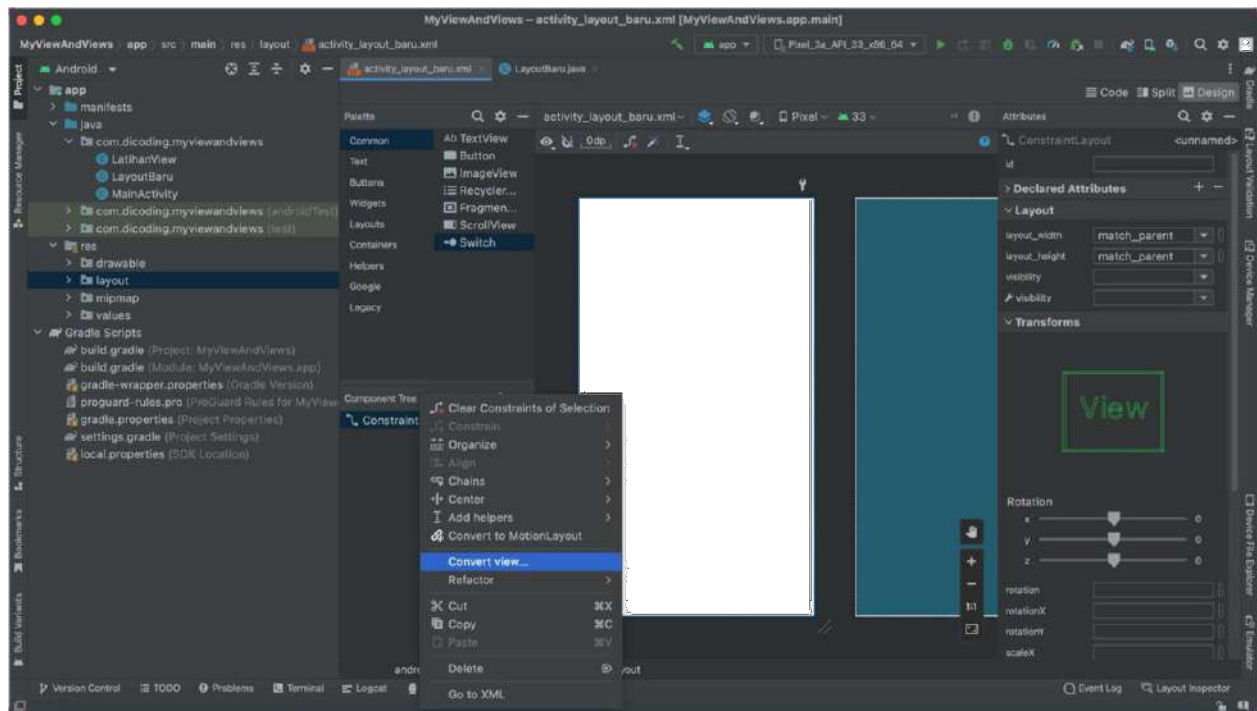 MyViewAndViews – activity_layout_baru.xml [MyViewAndViews.app.main]
MyViewAndViews app src main res layout activity_layout_baru.xml
app
Pixel_3a_API_33_x86_64
Project
Resource Manager
Structure
Bookmarks
Build Variants
Android
app
manifests
java
com.dicoding.myviewandviews
LatihanView
LayoutBaru
MainActivity
com.dicoding.myviewandviews (androidTest)
com.dicoding.myviewandviews (test)
res
drawable
layout
mipmap
values
Gradle Scripts
build.gradle (Project: MyViewAndViews)
build.gradle (Module: MyViewAndViews.app)
gradle-wrapper.properties (Gradle Version)
proguard-rules.pro (ProGuard Rules for MyView
gradle.properties (Project Properties)
settings.gradle (Project Settings)
local.properties (SDK Location)
activity_layout_baru.xml
LayoutBaru.java
Code Split Design
Palette
Common
Text
Buttons
Widgets
Layouts
Containers
Helpers
Google
Legacy
Ab TextView
Button
ImageView
Recycler...
Fragmen...
ScrollView
Switch
Component Tree
Constraint
activity_layout_baru.xml
Pixel
33
0dp
Clear Constraints of Selection
Constrain
Organize
Align
Chains
Center
Add helpers
Convert to MotionLayout
Convert view...
Refactor
Cut ⌘X
Copy ⌘C
Paste ⌘V
Delete
Go to XML
andr
yout
1:1
Attributes
ConstraintLayout <unnamed>
id
Declared Attributes
Layout
layout_width match_parent
layout_height match_parent
visibility
visibility
Transforms
View
Rotation
x 0
y 0
z 0
rotation
rotationX
rotationY
scaleX
Gradle
Layout Validation
Device Manager
Device File Explorer
Emulator
Version Control TODO Problems Terminal Logcat
Event Log Layout Inspector